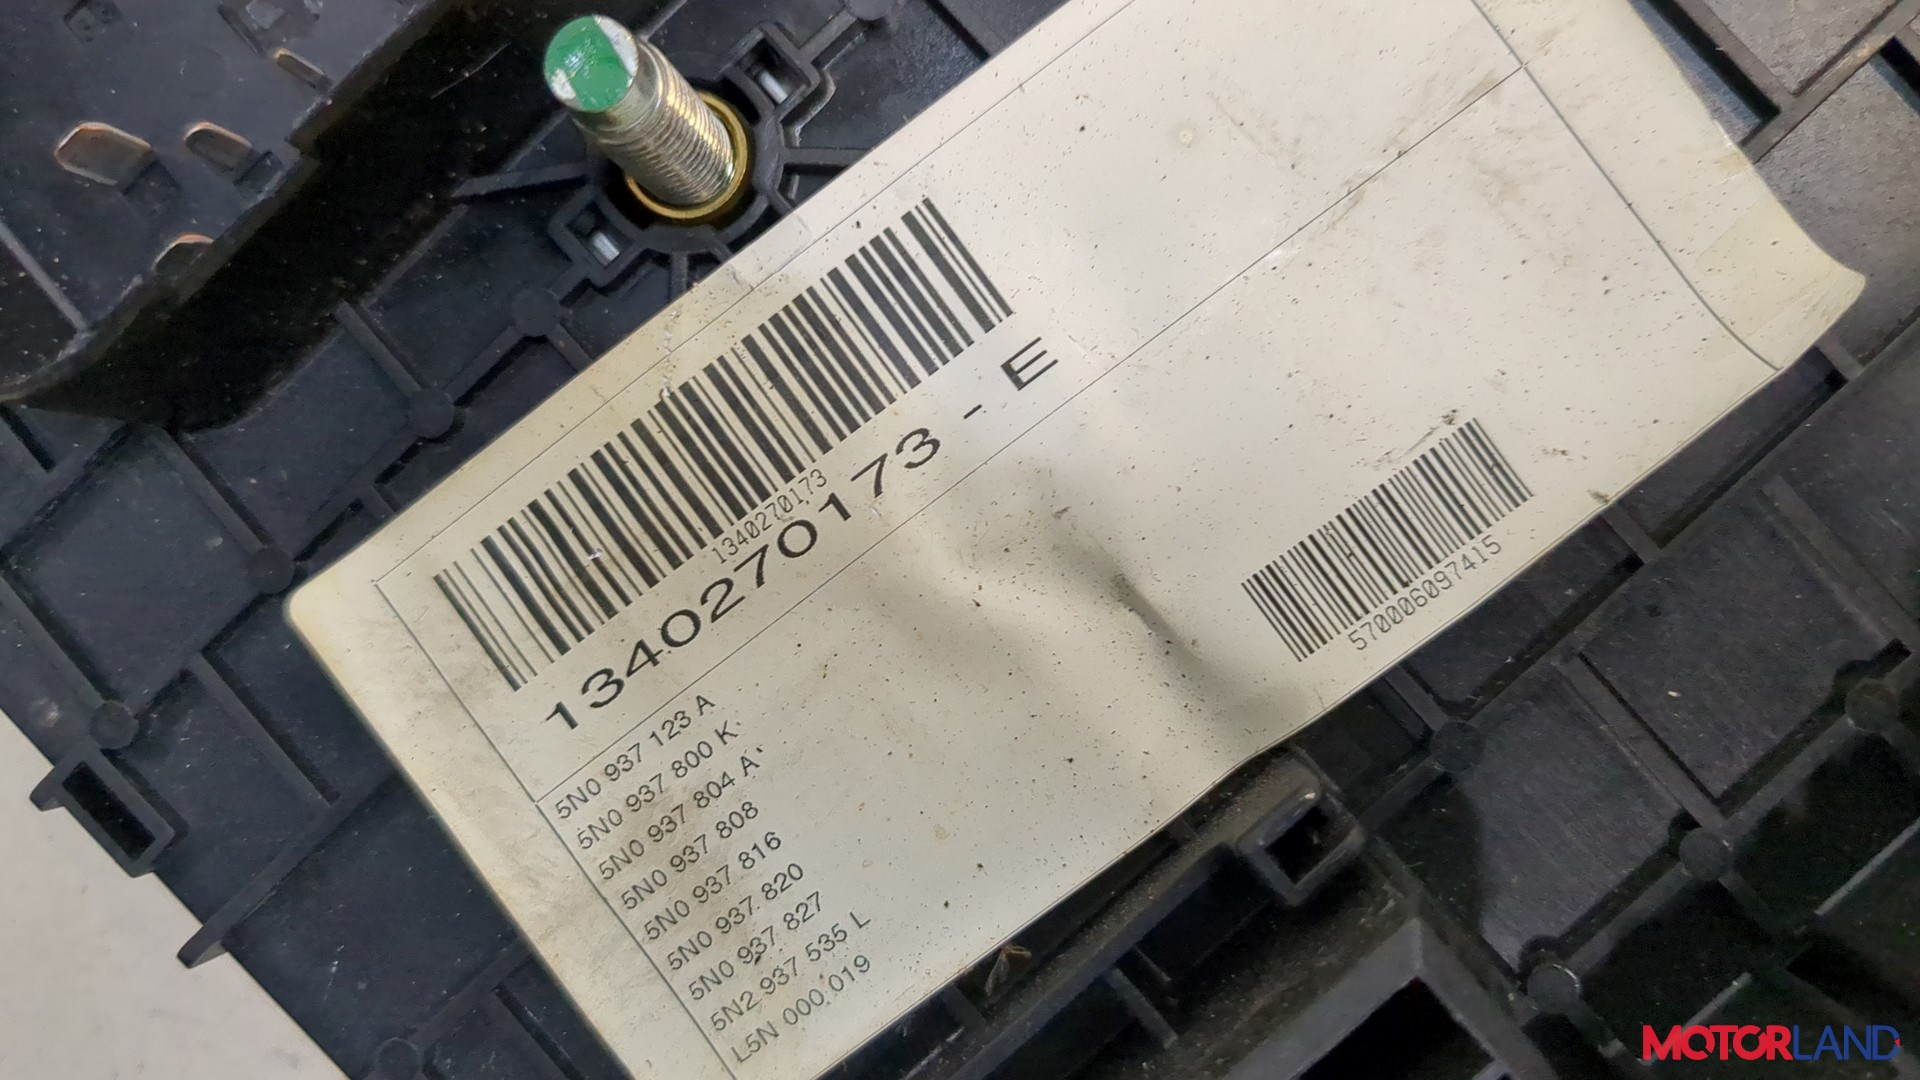 1340270173
1340270173 - E
5N0 937 123 A
5N0 937 800 K
5N0 937 804 A
5N0 937 808
5N0 937 816
5N0 937 820
5N0 937 827
5N2 937 535 L
L5N 000 019
570006097415
MOTORLAND